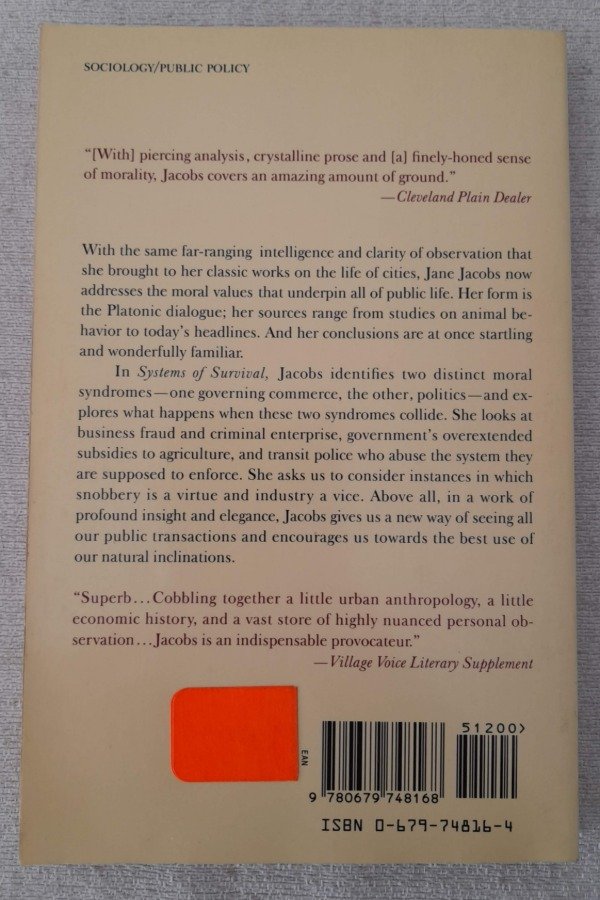 SOCIOLOGY/PUBLIC POLICY
“[With] piercing analysis, crystalline prose and [a] finely-honed sense
of morality, Jacobs covers an amazing amount of ground.”
—Cleveland Plain Dealer
With the same far-ranging intelligence and clarity of observation that
she brought to her classic works on the life of cities, Jane Jacobs now
addresses the moral values that underpin all of public life. Her form is
the Platonic dialogue; her sources range from studies on animal be-
havior to today’s headlines. And her conclusions are at once startling
and wonderfully familiar.
In Systems of Survival, Jacobs identifies two distinct moral
syndromes—one governing commerce, the other, politics—and ex-
plores what happens when these two syndromes collide. She looks at
business fraud and criminal enterprise, government’s overextended
subsidies to agriculture, and transit police who abuse the system they
are supposed to enforce. She asks us to consider instances in which
snobbery is a virtue and industry a vice. Above all, in a work of
profound insight and elegance, Jacobs gives us a new way of seeing all
our public transactions and encourages us towards the best use of
our natural inclinations.
“Superb...Cobbling together a little urban anthropology, a little
economic history, and a vast store of highly nuanced personal ob-
servation...Jacobs is an indispensable provocateur.”
—Village Voice Literary Supplement
51200>
EAN
9 780679 748168
ISBN 0-679-74816-4